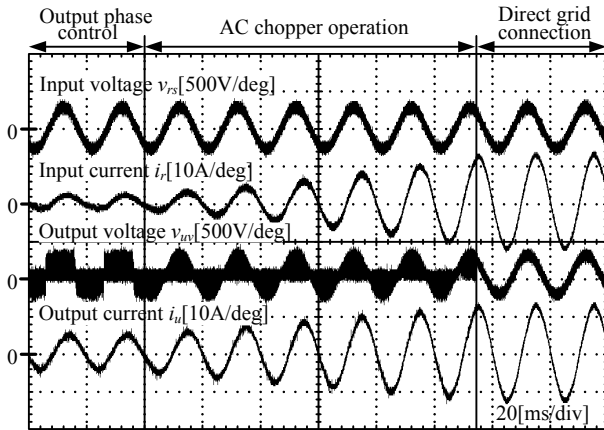 Output phase
control
AC chopper operation
Direct grid
connection
Input voltage vrs[500V/deg]
0
Input current ir[10A/deg]
0
Output voltage vuv[500V/deg]
0
Output current iu[10A/deg]
0
20[ms/div]